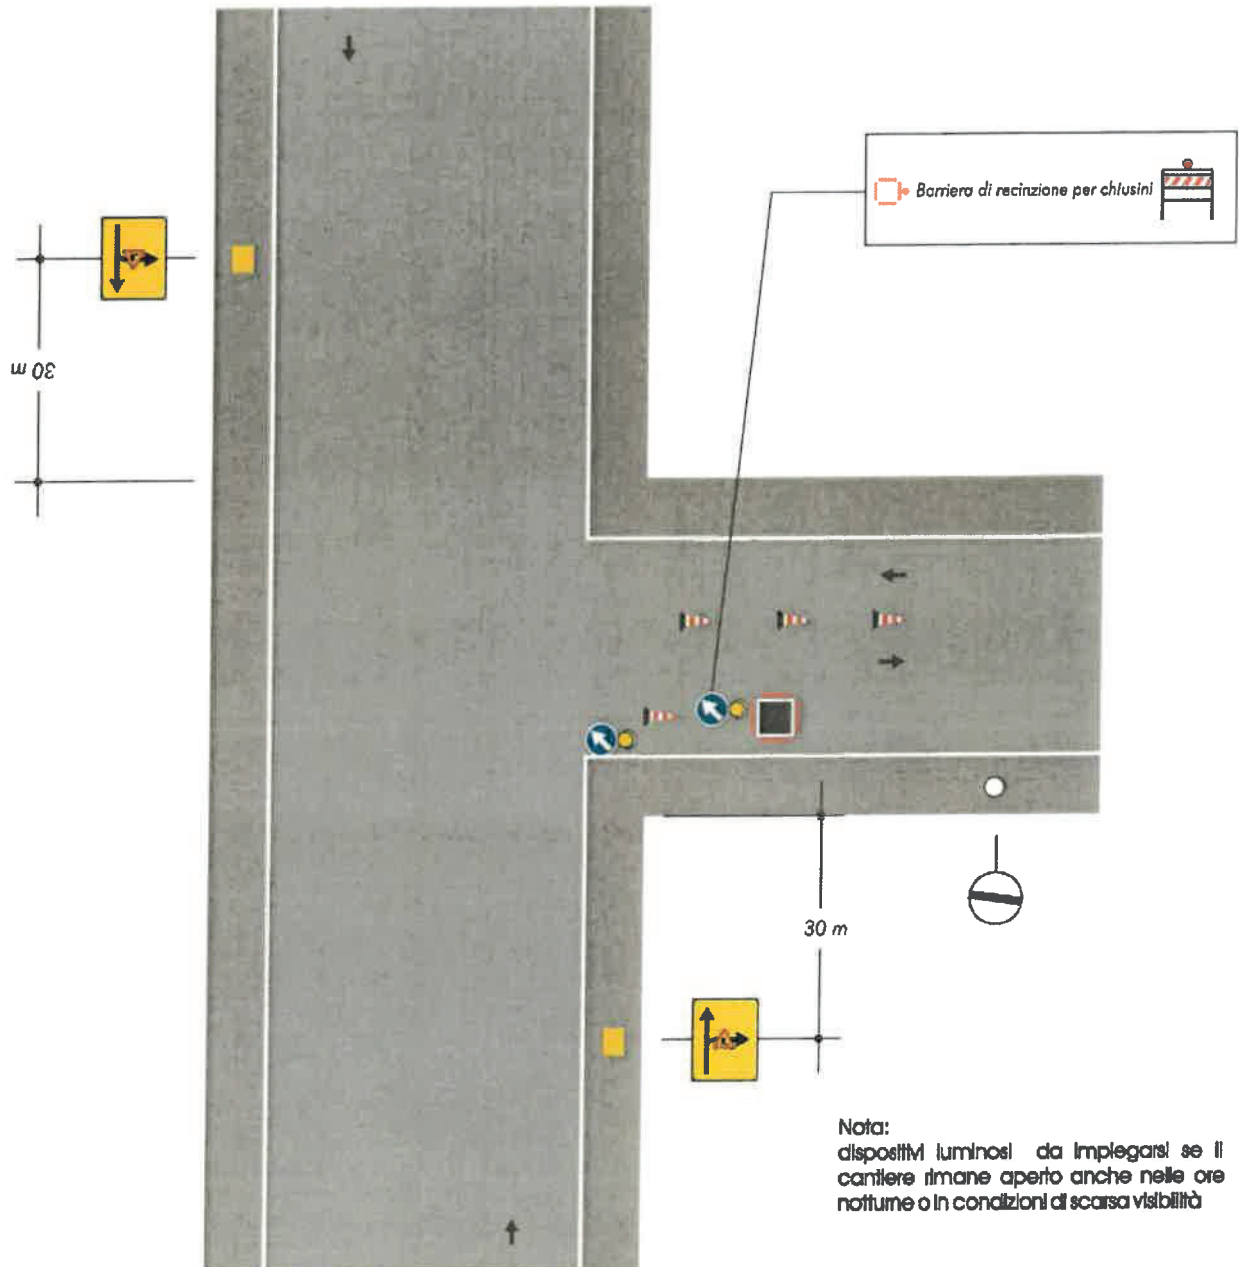 Barriera di recinzione per chiusini
30 m
30 m
Nota:
dispositivi luminosi da impiegarsi se il
cantiere rimane aperto anche nelle ore
notturne o in condizioni di scarsa visibilità